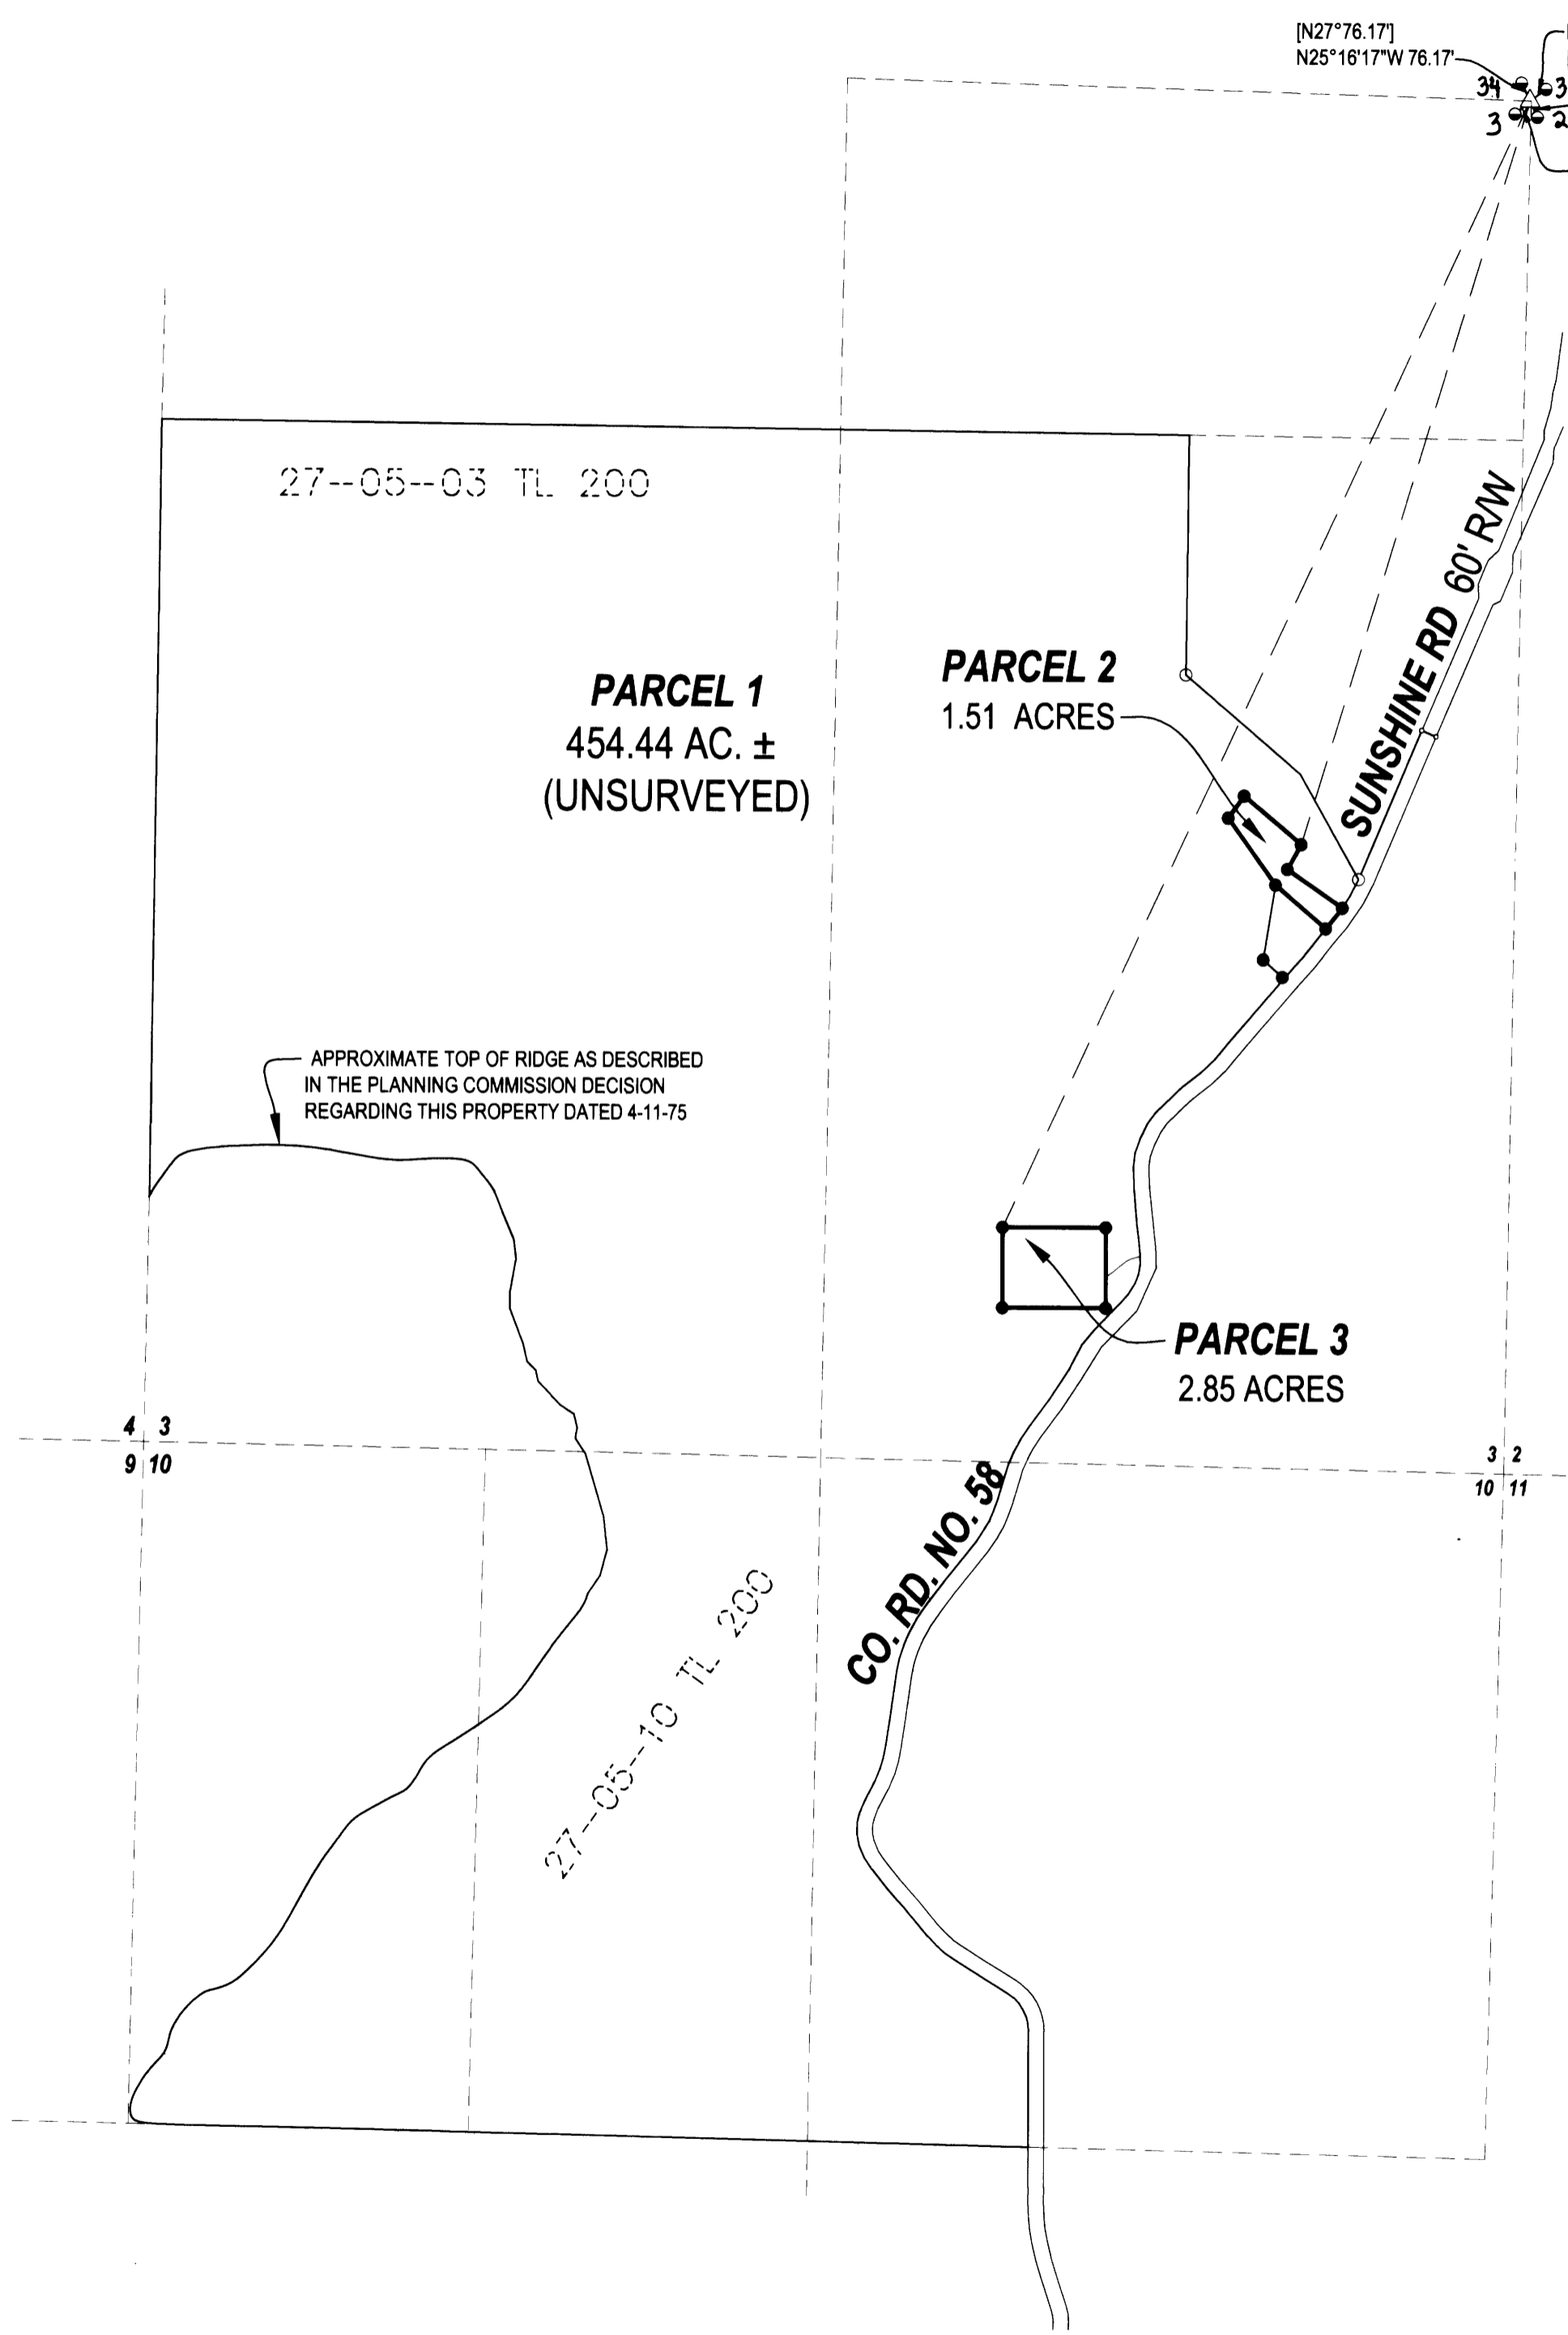 [N27°76.17']
N25°16'17"W 76.17'
34
3
3
2
27--05--03 TL 200
SUNSHINE RD 60' R/W
PARCEL 1
454.44 AC. ±
(UNSURVEYED)
PARCEL 2
1.51 ACRES
APPROXIMATE TOP OF RIDGE AS DESCRIBED
IN THE PLANNING COMMISSION DECISION
REGARDING THIS PROPERTY DATED 4-11-75
PARCEL 3
2.85 ACRES
4 3
9 10
3 2
10 11
CO. RD. NO. 58
27--05--10 TL 200